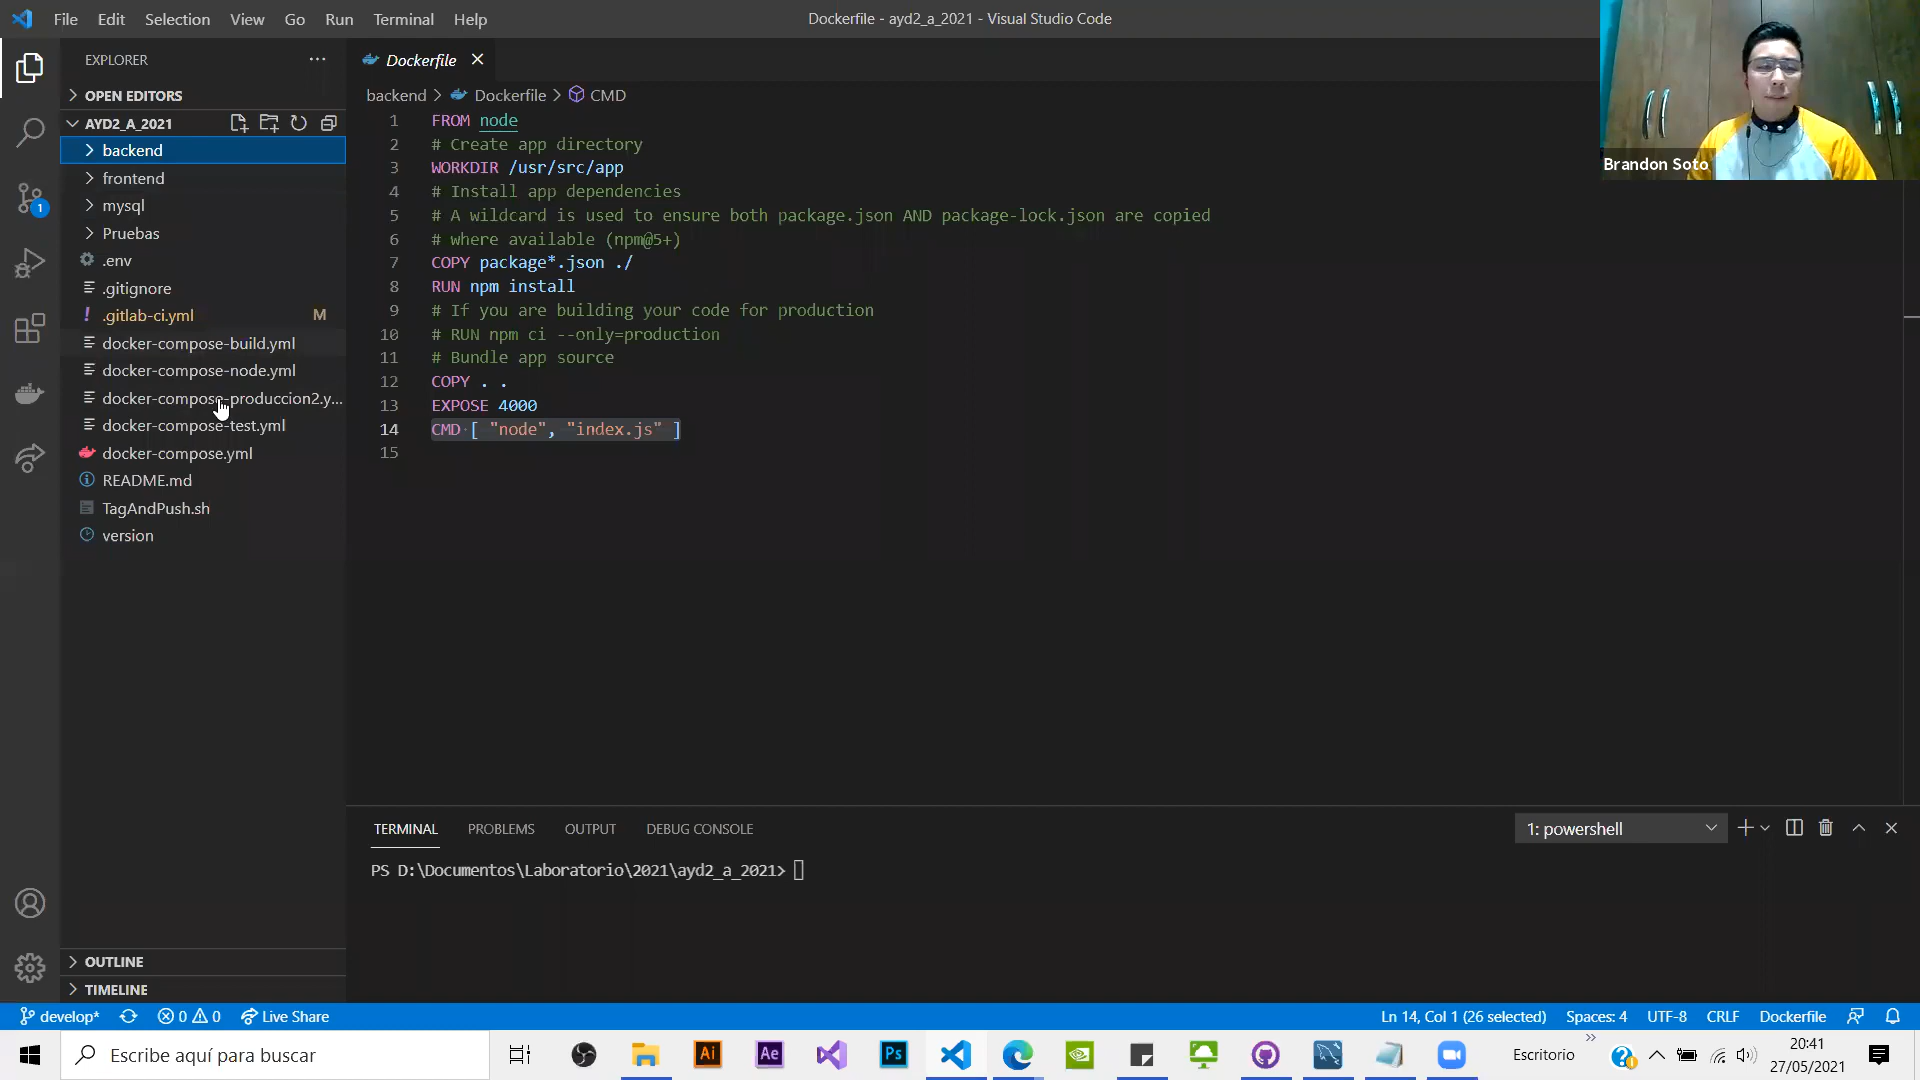 File Edit Selection View Go Run Terminal Help
Dockerfile - ayd2_a_2021 - Visual Studio Code
EXPLORER
OPEN EDITORS
AYD2_A_2021
backend
frontend
mysql
Pruebas
.env
.gitignore
.gitlab-ci.yml M
docker-compose-build.yml
docker-compose-node.yml
docker-compose-produccion2.y...
docker-compose-test.yml
docker-compose.yml
README.md
TagAndPush.sh
version
OUTLINE
TIMELINE
1
Dockerfile
backend > Dockerfile > CMD
1 FROM node
2 # Create app directory
3 WORKDIR /usr/src/app
4 # Install app dependencies
5 # A wildcard is used to ensure both package.json AND package-lock.json are copied
6 # where available (npm@5+)
7 COPY package*.json ./
8 RUN npm install
9 # If you are building your code for production
10 # RUN npm ci --only=production
11 # Bundle app source
12 COPY . .
13 EXPOSE 4000
14 CMD [ "node", "index.js" ]
15
Brandon Soto
TERMINAL PROBLEMS OUTPUT DEBUG CONSOLE
1: powershell
PS D:\Documentos\Laboratorio\2021\ayd2_a_2021>
develop* 0 0 Live Share
Ln 14, Col 1 (26 selected) Spaces: 4 UTF-8 CRLF Dockerfile
Escribe aquí para buscar
Ai Ae Ps
Escritorio
20:41
27/05/2021